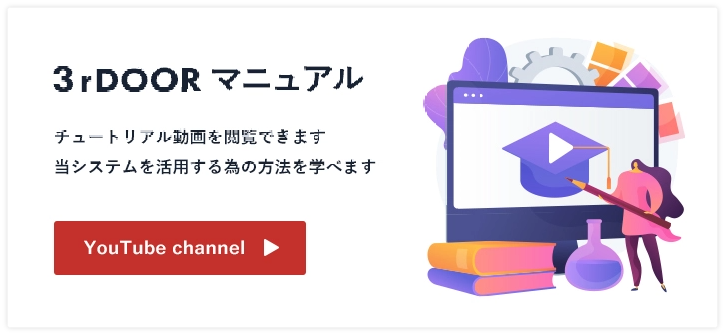 3rDOOR マニュアル
チュートリアル動画を閲覧できます
当システムを活用する為の方法を学べます
YouTube channel